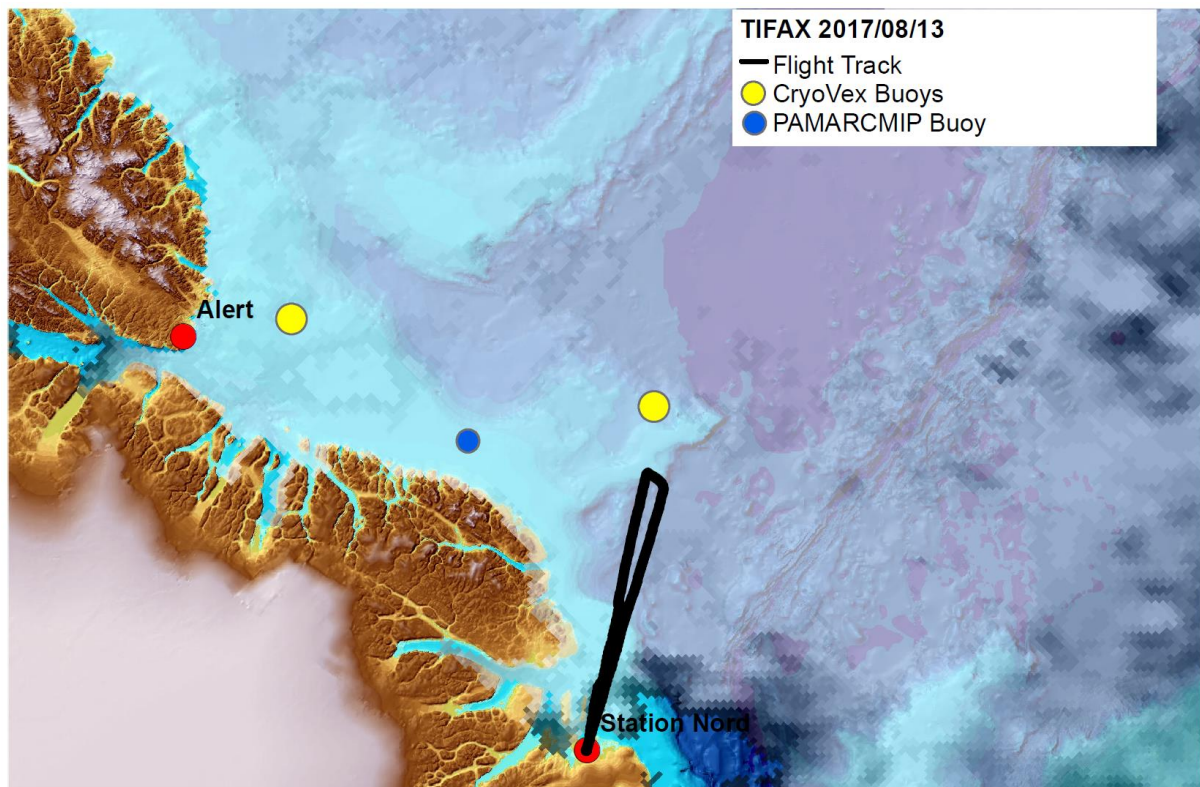 TIFAX 2017/08/13
Flight Track
CryoVex Buoys
PAMARCMIP Buoy
Alert
Station Nord